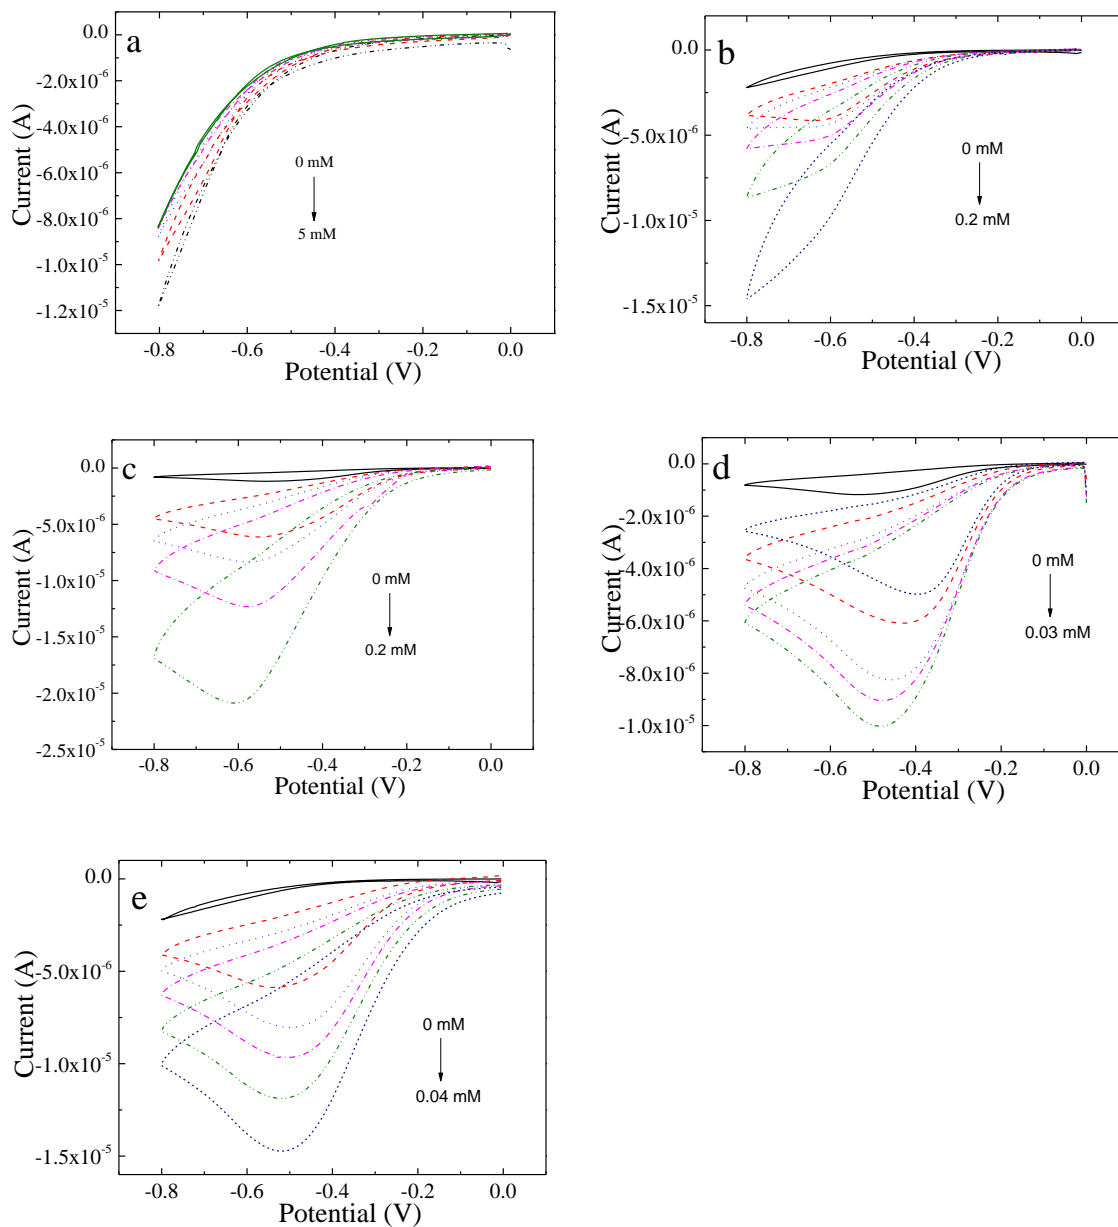 a
0.0
-2.0x10-6
-4.0x10-6
-6.0x10-6
-8.0x10-6
-1.0x10-5
-1.2x10-5
Current (A)
0 mM
5 mM
-0.8 -0.6 -0.4 -0.2 0.0
Potential (V)
b
0.0
-5.0x10-6
-1.0x10-5
-1.5x10-5
Current (A)
0 mM
0.2 mM
-0.8 -0.6 -0.4 -0.2 0.0
Potential (V)
c
0.0
-5.0x10-6
-1.0x10-5
-1.5x10-5
-2.0x10-5
-2.5x10-5
Current (A)
0 mM
0.2 mM
-0.8 -0.6 -0.4 -0.2 0.0
Potential (V)
d
0.0
-2.0x10-6
-4.0x10-6
-6.0x10-6
-8.0x10-6
-1.0x10-5
Current (A)
0 mM
0.03 mM
-0.8 -0.6 -0.4 -0.2 0.0
Potential (V)
e
0.0
-5.0x10-6
-1.0x10-5
-1.5x10-5
Current (A)
0 mM
0.04 mM
-0.8 -0.6 -0.4 -0.2 0.0
Potential (V)